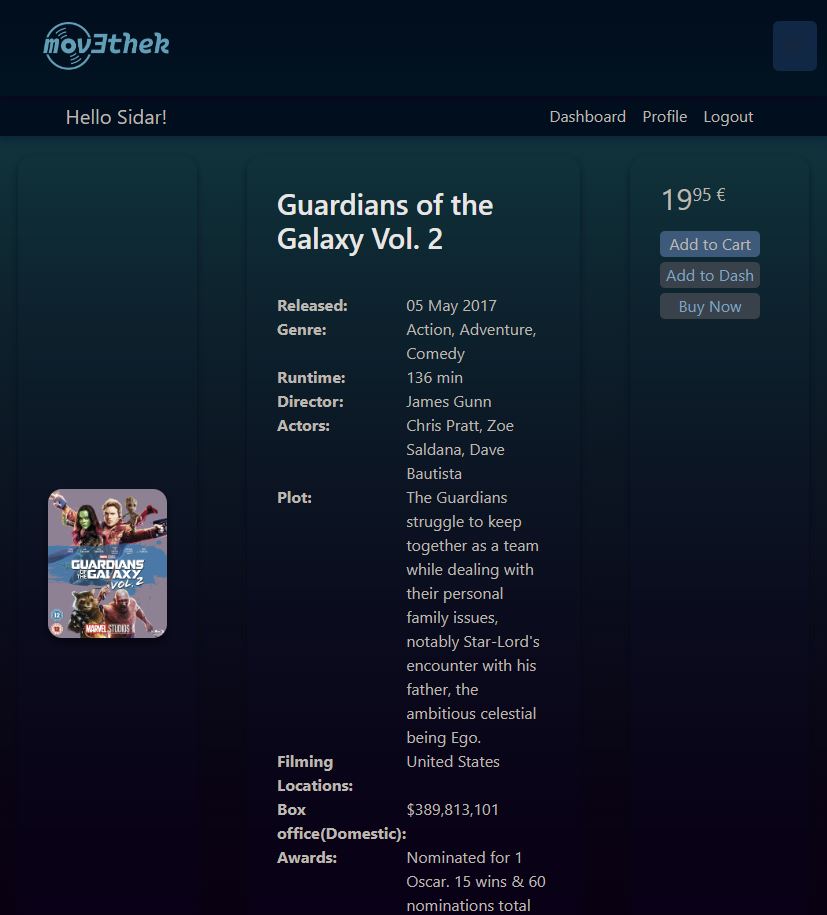 movƎthek
Hello Sidar!
Dashboard Profile Logout
Guardians of the
Galaxy Vol. 2
Released: 05 May 2017
Genre: Action, Adventure,
Comedy
Runtime: 136 min
Director: James Gunn
Actors: Chris Pratt, Zoe
Saldana, Dave
Bautista
Plot: The Guardians
struggle to keep
together as a team
while dealing with
their personal
family issues,
notably Star-Lord's
encounter with his
father, the
ambitious celestial
being Ego.
Filming United States
Locations:
Box $389,813,101
office(Domestic):
Awards: Nominated for 1
Oscar. 15 wins & 60
nominations total
1995 €
Add to Cart
Add to Dash
Buy Now
GUARDIANS
OF THE
GALAXY
VOL. 2
12
MARVEL STUDIOS